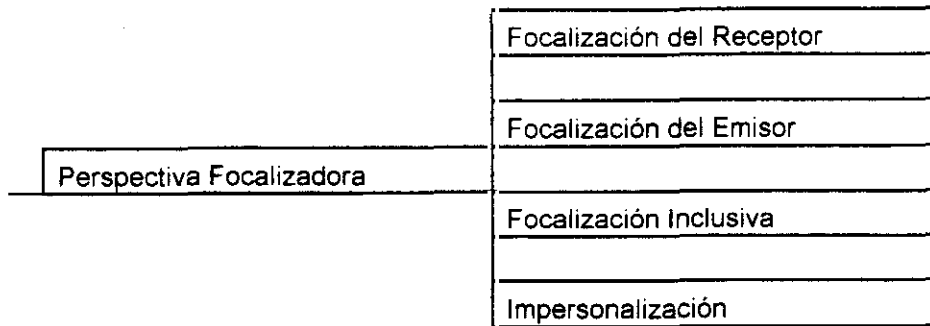 Focalización del Receptor
Focalización del Emisor
Perspectiva Focalizadora
Focalización Inclusiva
Impersonalización